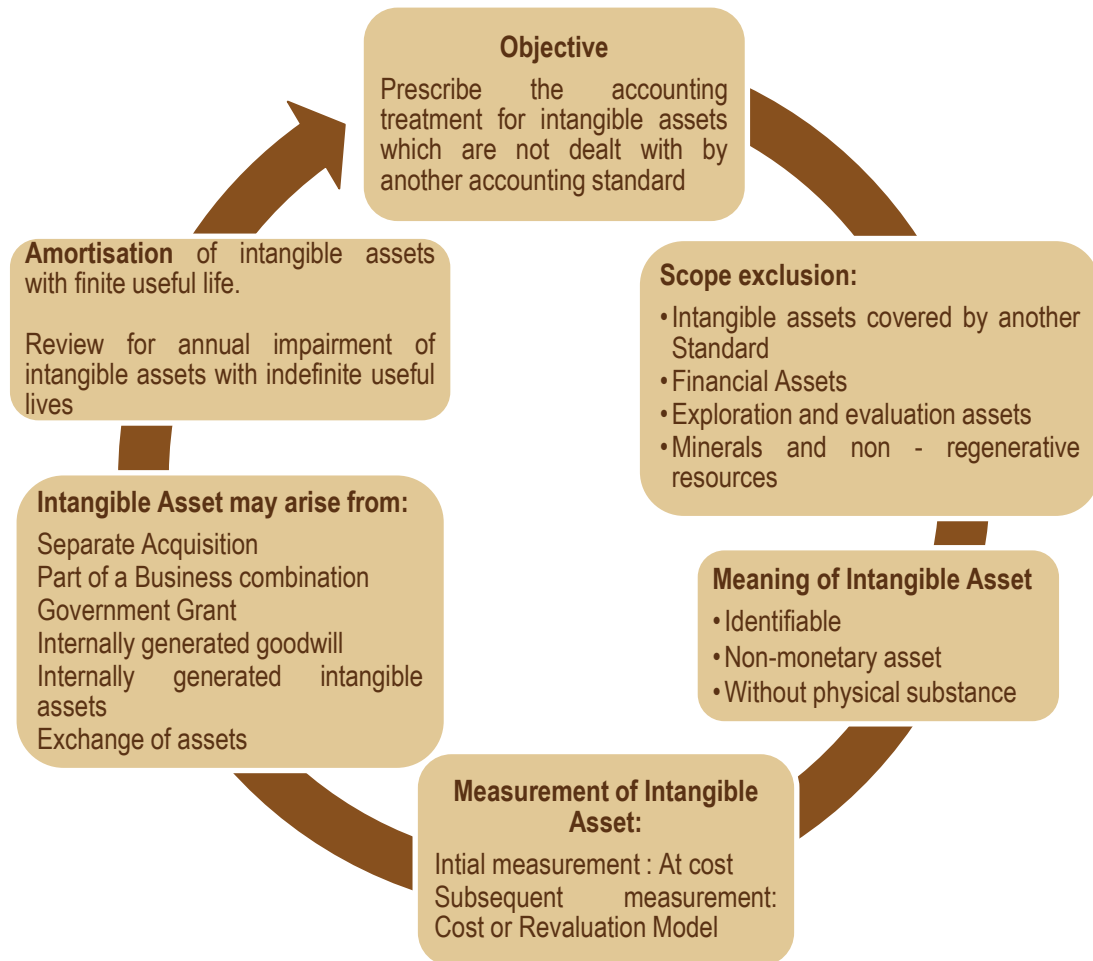 Objective
Prescribe the accounting
treatment for intangible assets
which are not dealt with by
another accounting standard
Scope exclusion:
• Intangible assets covered by another
Standard
• Financial Assets
• Exploration and evaluation assets
• Minerals and non - regenerative
resources
Meaning of Intangible Asset
• Identifiable
• Non-monetary asset
• Without physical substance
Measurement of Intangible
Asset:
Intial measurement : At cost
Subsequent measurement:
Cost or Revaluation Model
Intangible Asset may arise from:
Separate Acquisition
Part of a Business combination
Government Grant
Internally generated goodwill
Internally generated intangible
assets
Exchange of assets
Amortisation of intangible assets
with finite useful life.
Review for annual impairment of
intangible assets with indefinite useful
lives